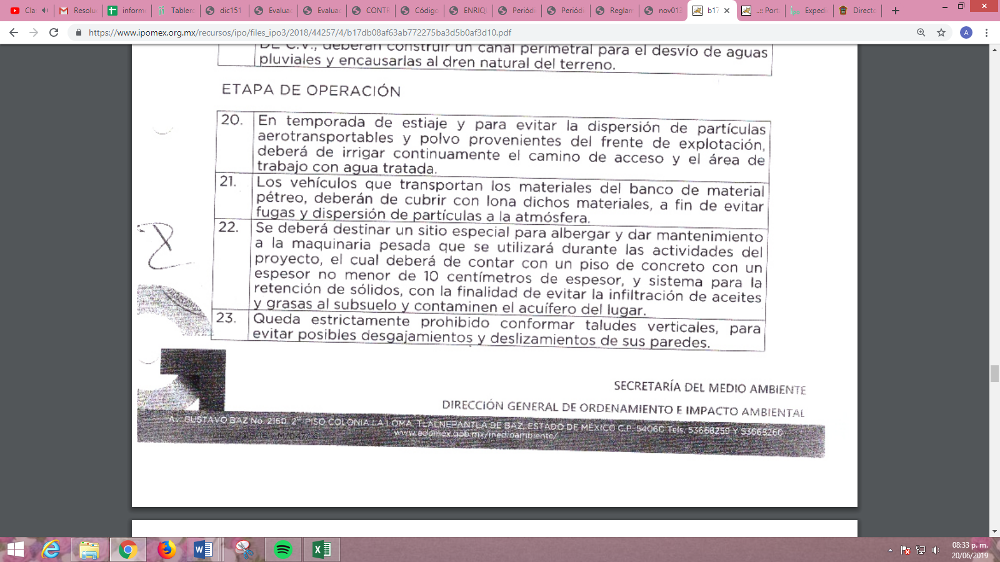 Cla
Resolu
inform
Tablero
dic151
Evaluac
Evaluac
CONTR
Código
ENRIQU
Periód
Periód
Reglam
nov013
b17
..:: Port
Expedi
Directo
https://www.ipomex.org.mx/recursos/ipo/files_ipo3/2018/44257/4/b17db08af63ab772275ba3d5b0af3d10.pdf
A
DE C.V., deberán construir un canal perimetral para el desvío de aguas
pluviales y encausarlas al dren natural del terreno.
ETAPA DE OPERACIÓN
20. En temporada de estiaje y para evitar la dispersión de partículas
aerotransportables y polvo provenientes del frente de explotación,
deberá de irrigar continuamente el camino de acceso y el área de
trabajo con agua tratada.
21. Los vehículos que transportan los materiales del banco de material
pétreo, deberán de cubrir con lona dichos materiales, a fin de evitar
fugas y dispersión de partículas a la atmósfera.
22. Se deberá destinar un sitio especial para albergar y dar mantenimiento
a la maquinaria pesada que se utilizará durante las actividades del
proyecto, el cual deberá de contar con un piso de concreto con un
espesor no menor de 10 centímetros de espesor, y sistema para la
retención de sólidos, con la finalidad de evitar la infiltración de aceites
y grasas al subsuelo y contaminen el acuífero del lugar.
23. Queda estrictamente prohibido conformar taludes verticales, para
evitar posibles desgajamientos y deslizamientos de sus paredes.
SECRETARÍA DEL MEDIO AMBIENTE
DIRECCIÓN GENERAL DE ORDENAMIENTO E IMPACTO AMBIENTAL
AV. GUSTAVO BAZ No. 2160, 2° PISO COLONIA LA LOMA, TLALNEPANTLA DE BAZ, ESTADO DE MÉXICO C.P. 54060 Tels. 53668259 Y 53668260
www.edomex.gob.mx/medioambiente/
08:33 p. m.
20/06/2019